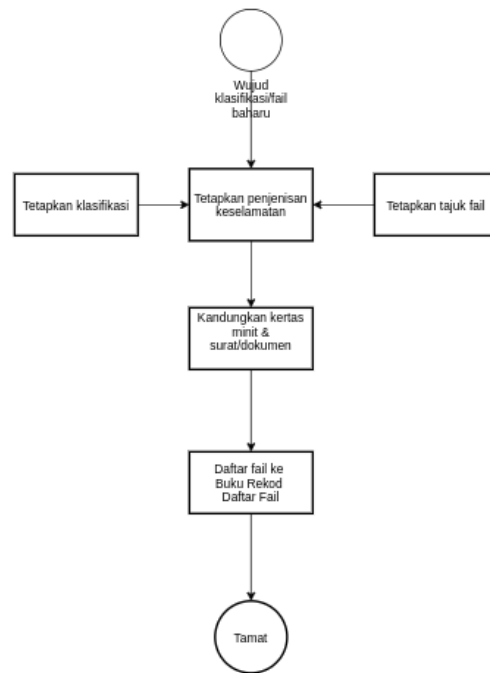 Wujud
klasifikasi/fail
baharu
Tetapkan klasifikasi
Tetapkan penjenisan
keselamatan
Tetapkan tajuk fail
Kandungkan kertas
minit &
surat/dokumen
Daftar fail ke
Buku Rekod
Daftar Fail
Tamat